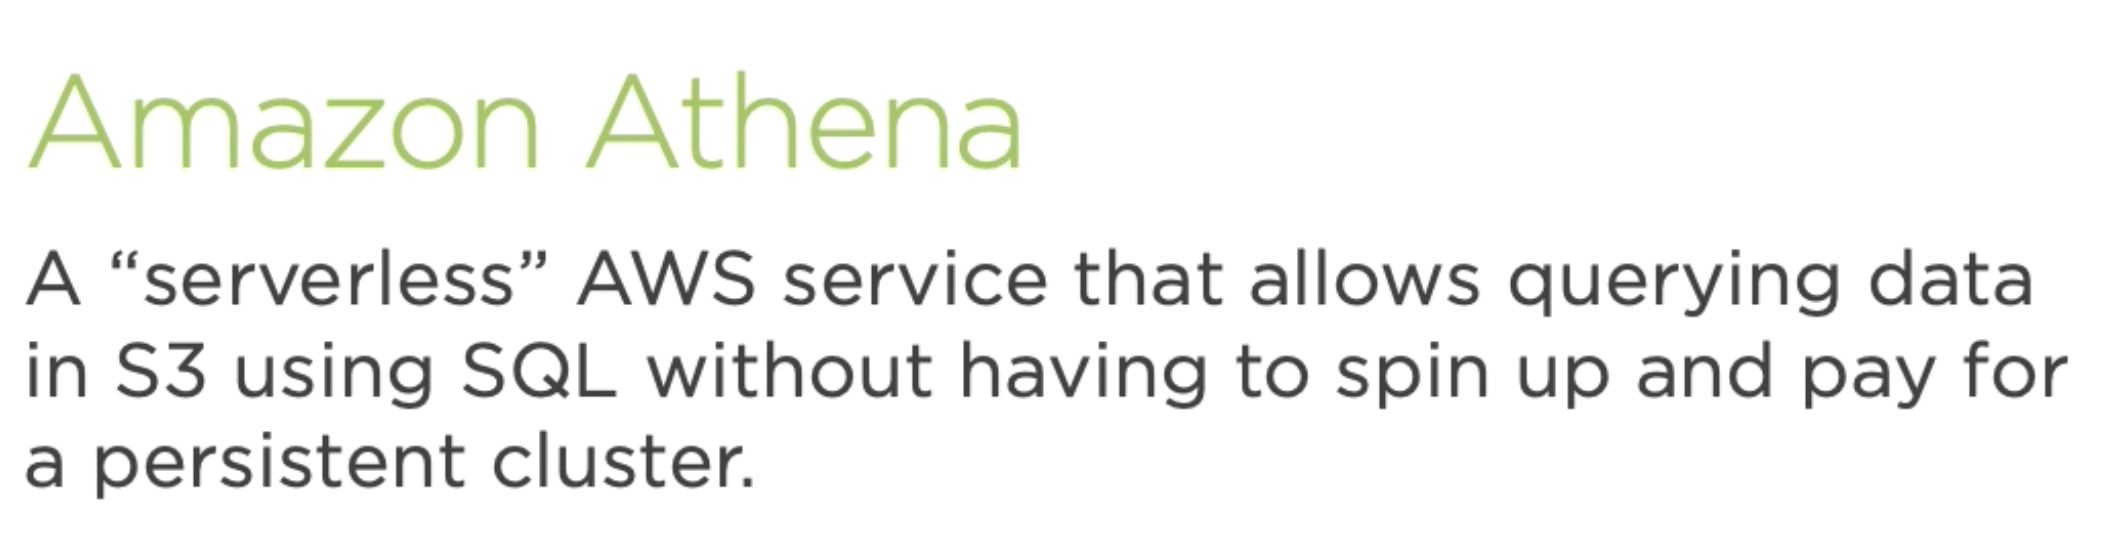 Amazon Athena
A “serverless” AWS service that allows querying data
in S3 using SQL without having to spin up and pay for
a persistent cluster.